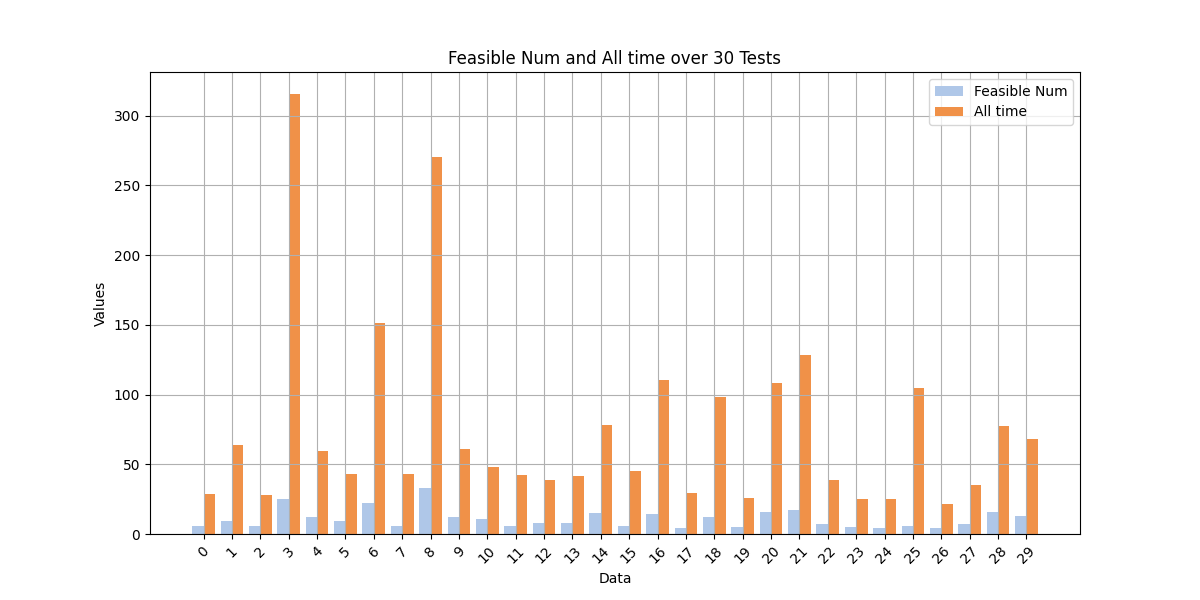 Feasible Num and All time over 30 Tests
Feasible Num
All time
300
250
200
150
100
50
0
Values
0 1 2 3 4 5 6 7 8 9 10 11 12 13 14 15 16 17 18 19 20 21 22 23 24 25 26 27 28 29
Data